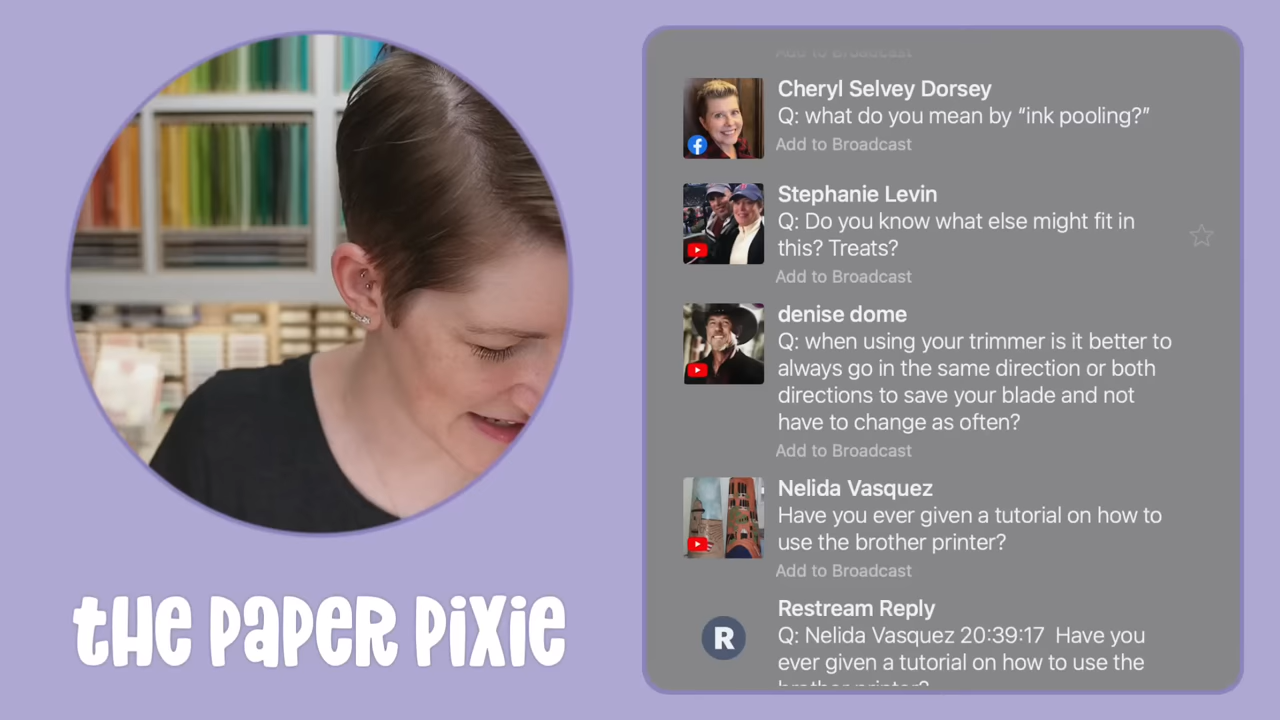 Add to Broadcast
Cheryl Selvey Dorsey
Q: what do you mean by “ink pooling?”
Add to Broadcast
Stephanie Levin
Q: Do you know what else might fit in
this? Treats?
Add to Broadcast
denise dome
Q: when using your trimmer is it better to
always go in the same direction or both
directions to save your blade and not
have to change as often?
Add to Broadcast
Nelida Vasquez
Have you ever given a tutorial on how to
use the brother printer?
Add to Broadcast
Restream Reply
R
Q: Nelida Vasquez 20:39:17 Have you
ever given a tutorial on how to use the
brother printer?
the paper pixie